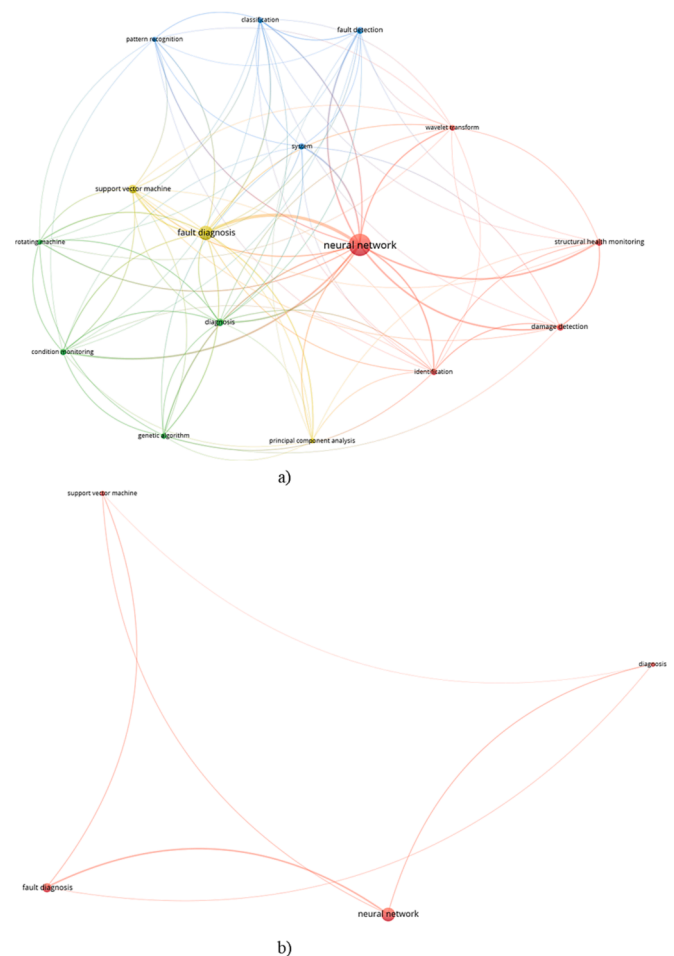 classification
fault detection
pattern recognition
wavelet transform
system
support vector machine
fault diagnosis
rotating machine
neural network
structural health monitoring
diagnosis
damage detection
condition monitoring
identification
genetic algorithm
principal component analysis
a)
support vector machine
diagnosis
fault diagnosis
neural network
b)